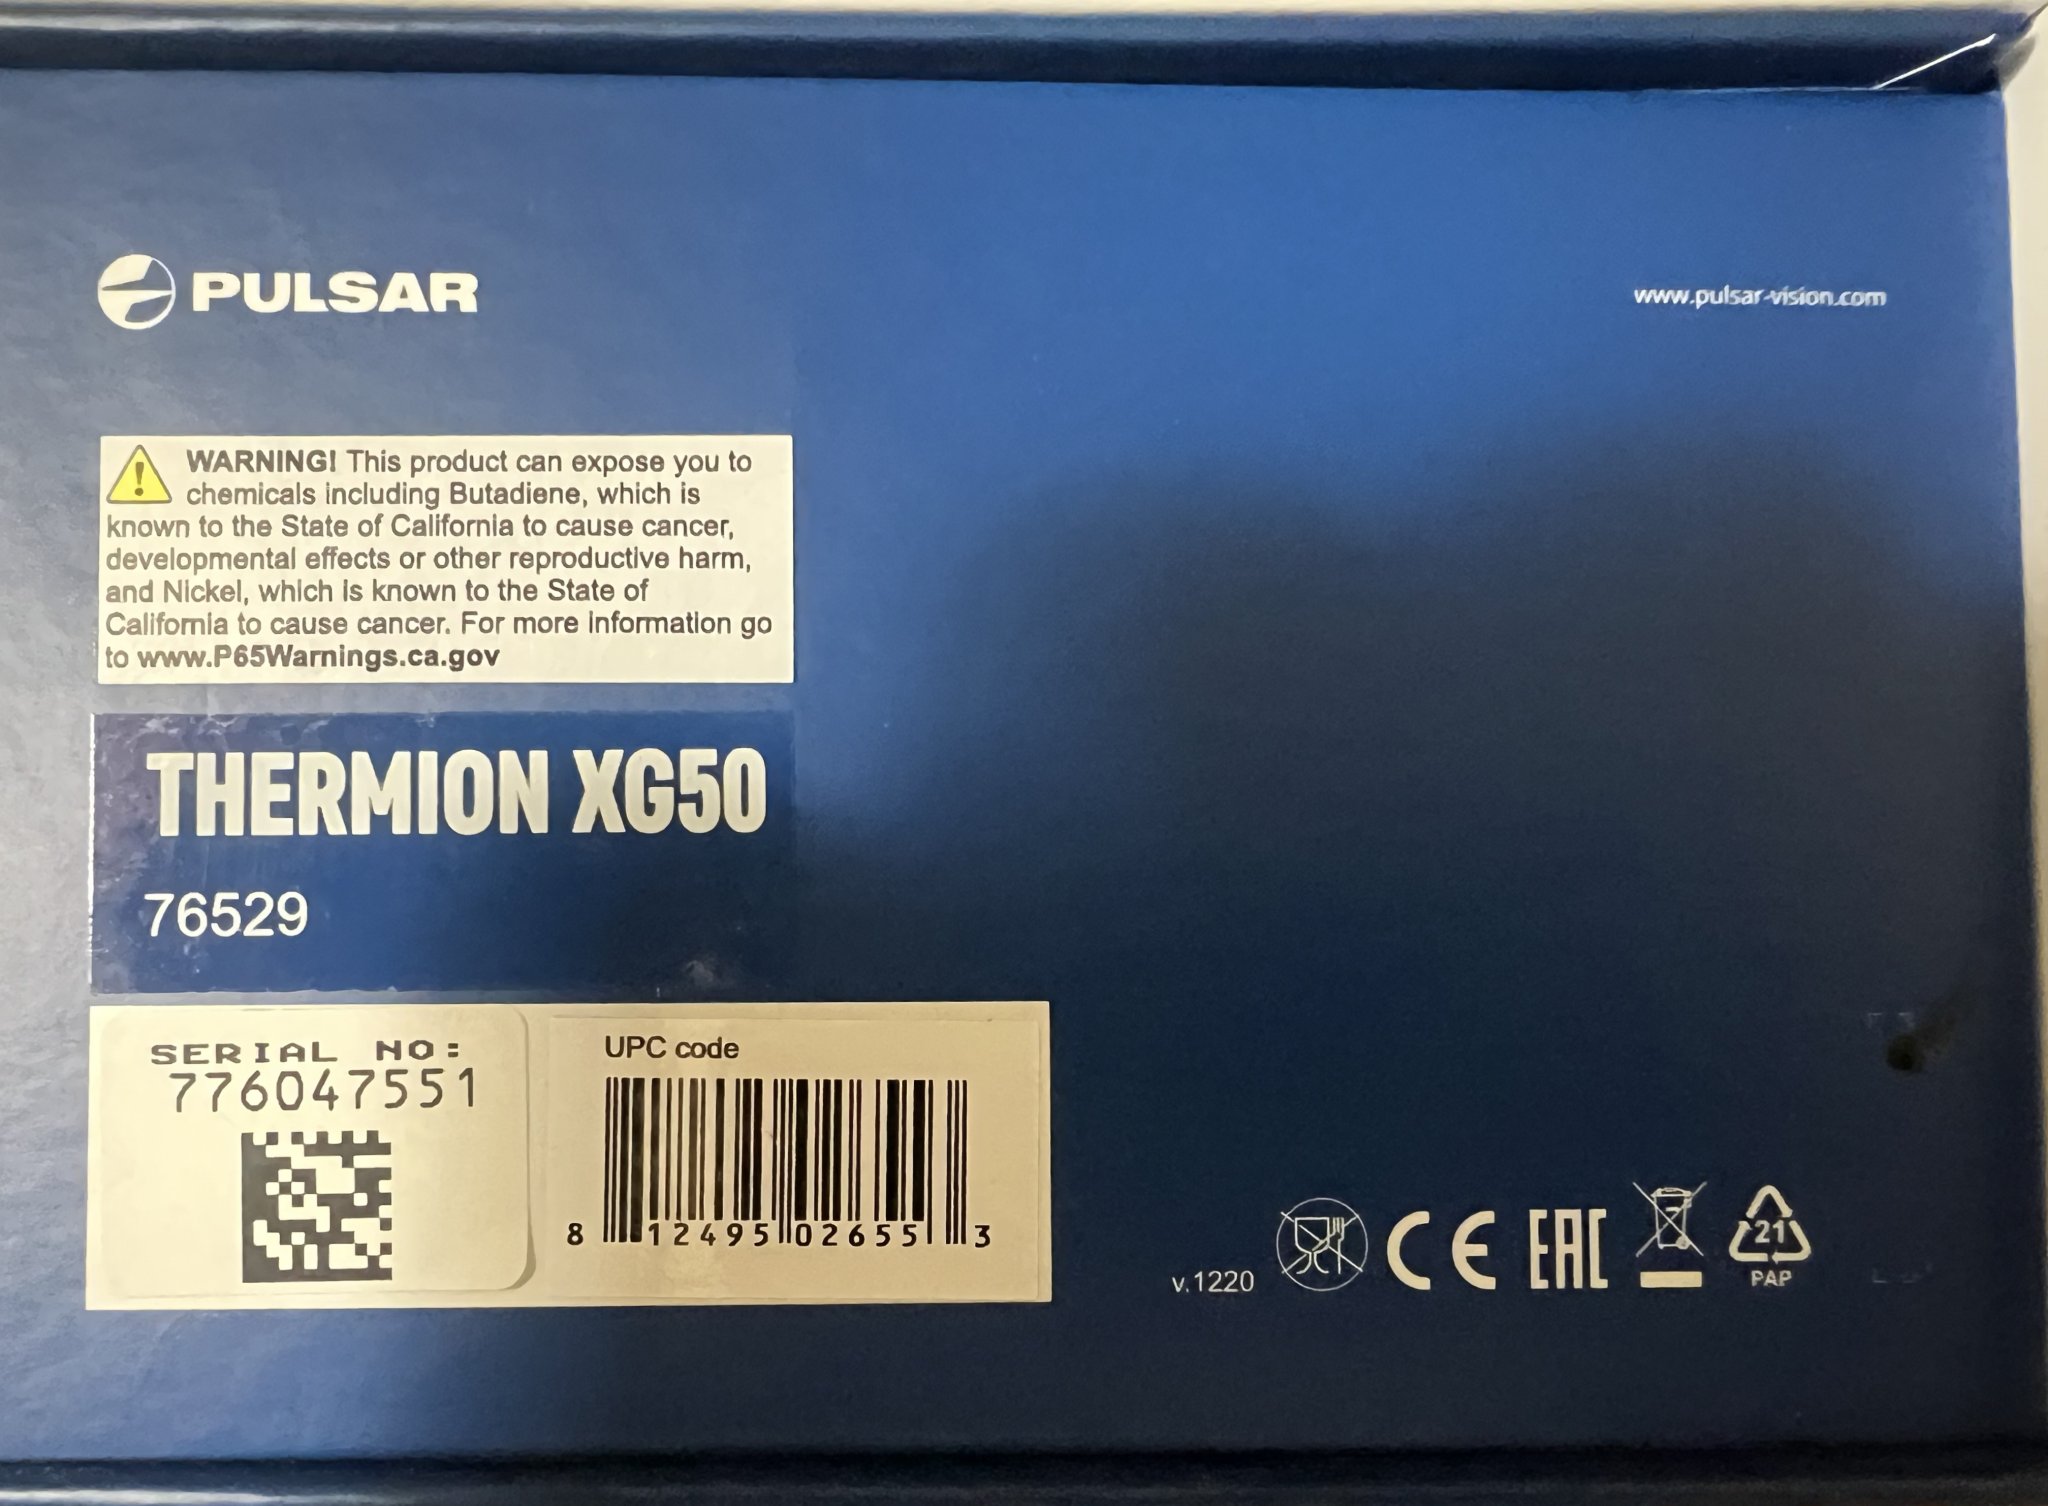 PULSAR
www.pulsar-vision.com
WARNING! This product can expose you to
chemicals including Butadiene, which is
known to the State of California to cause cancer,
developmental effects or other reproductive harm,
and Nickel, which is known to the State of
California to cause cancer. For more information go
to www.P65Warnings.ca.gov
THERMION XG50
76529
SERIAL NO:
776047551
UPC code
8 12495 02655 3
v.1220
CE
EAC
21
PAP